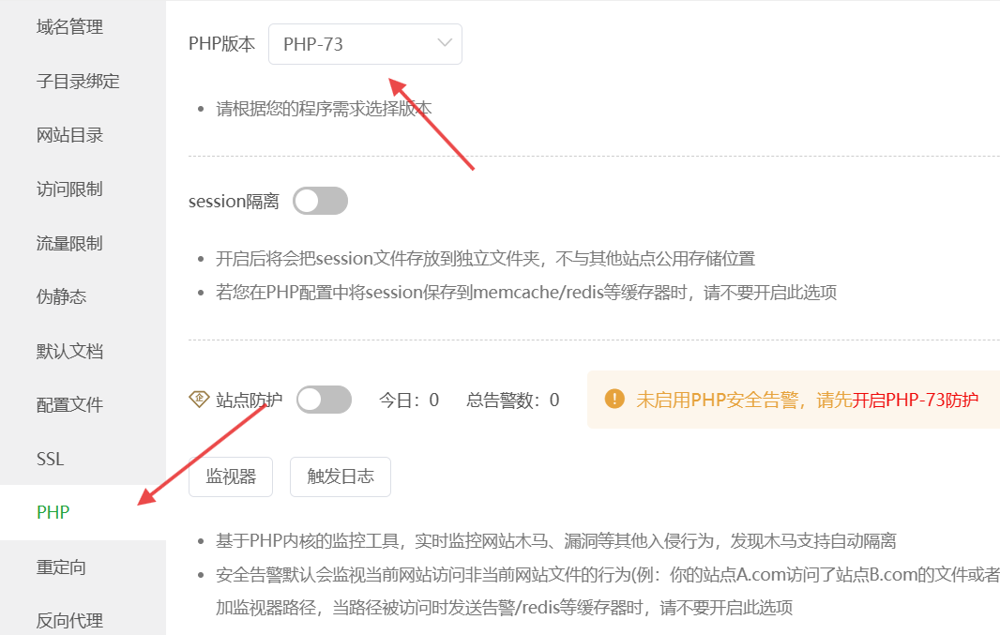 域名管理
子目录绑定
网站目录
访问限制
流量限制
伪静态
默认文档
配置文件
SSL
PHP
重定向
反向代理
PHP版本 PHP-73
请根据您的程序需求选择版本
session隔离
开启后将会把session文件存放到独立文件夹，不与其他站点公用存储位置
若您在PHP配置中将session保存到memcache/redis等缓存器时，请不要开启此选项
企 站点防护 今日：0 总告警数：0 未启用PHP安全告警，请先开启PHP-73防护
监视器 触发日志
基于PHP内核的监控工具，实时监控网站木马、漏洞等其他入侵行为，发现木马支持自动隔离
安全告警默认会监视当前网站访问非当前网站文件的行为(例：你的站点A.com访问了站点B.com的文件或者
加监视器路径，当路径被访问时发送告警/redis等缓存器时，请不要开启此选项